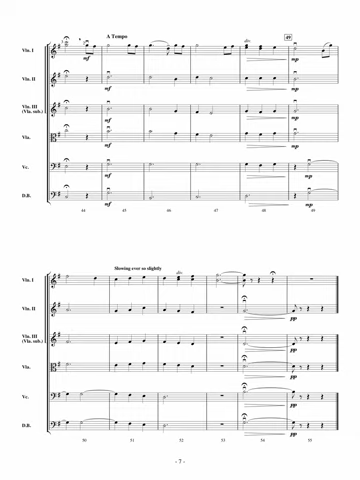 49
A Tempo
Vln. I
mf
mp
Vln. II
mf
mp
Vln. III
(Vla. sub.)
mf
mp
Vla.
mf
mp
Vc.
mf
mp
D.B.
mf
mp
44 45 46 47 48 49
Slowing ever so slightly
Vln. I
Vln. II
pp
Vln. III
(Vla. sub.)
pp
Vla.
pp
Vc.
pp
D.B.
pp
50 51 52 53 54 55
- 7 -